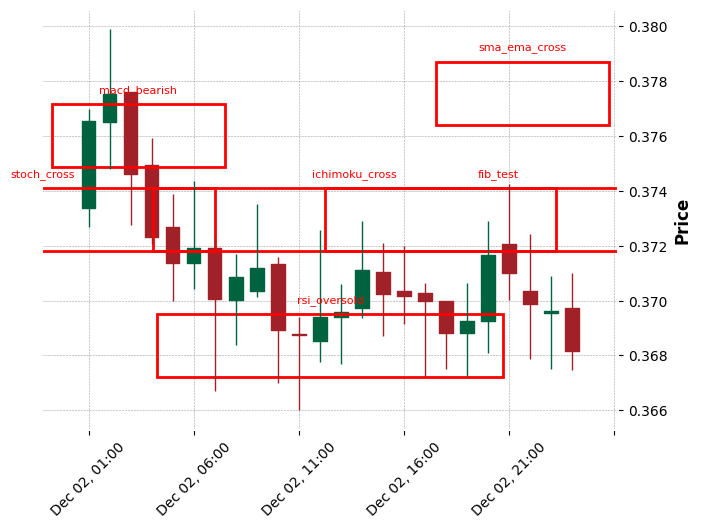 sma_ema_cross
macd_bearish
stoch_cross
ichimoku_cross
fib_test
rsi_oversold
0.380
0.378
0.376
0.374
0.372
0.370
0.368
0.366
Price
Dec 02, 01:00
Dec 02, 06:00
Dec 02, 11:00
Dec 02, 16:00
Dec 02, 21:00